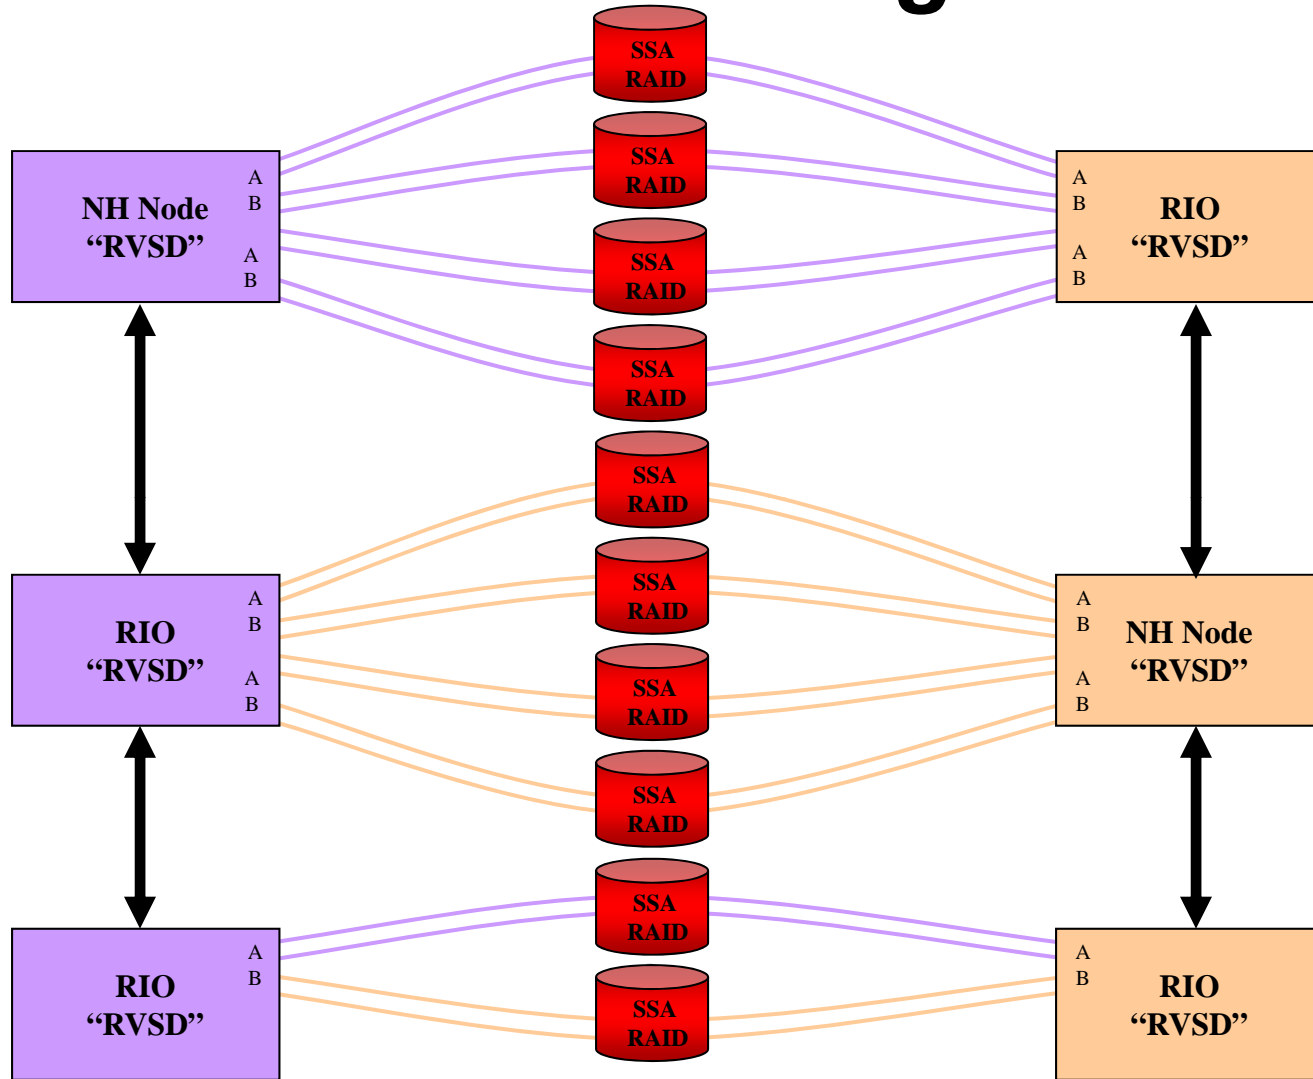 g
SSA
RAID
SSA
RAID
SSA
RAID
SSA
RAID
A
B
A
B
NH Node
“RVSD”
A
B
A
B
RIO
“RVSD”
SSA
RAID
SSA
RAID
SSA
RAID
SSA
RAID
A
B
A
B
RIO
“RVSD”
A
B
A
B
NH Node
“RVSD”
SSA
RAID
SSA
RAID
A
B
RIO
“RVSD”
A
B
RIO
“RVSD”